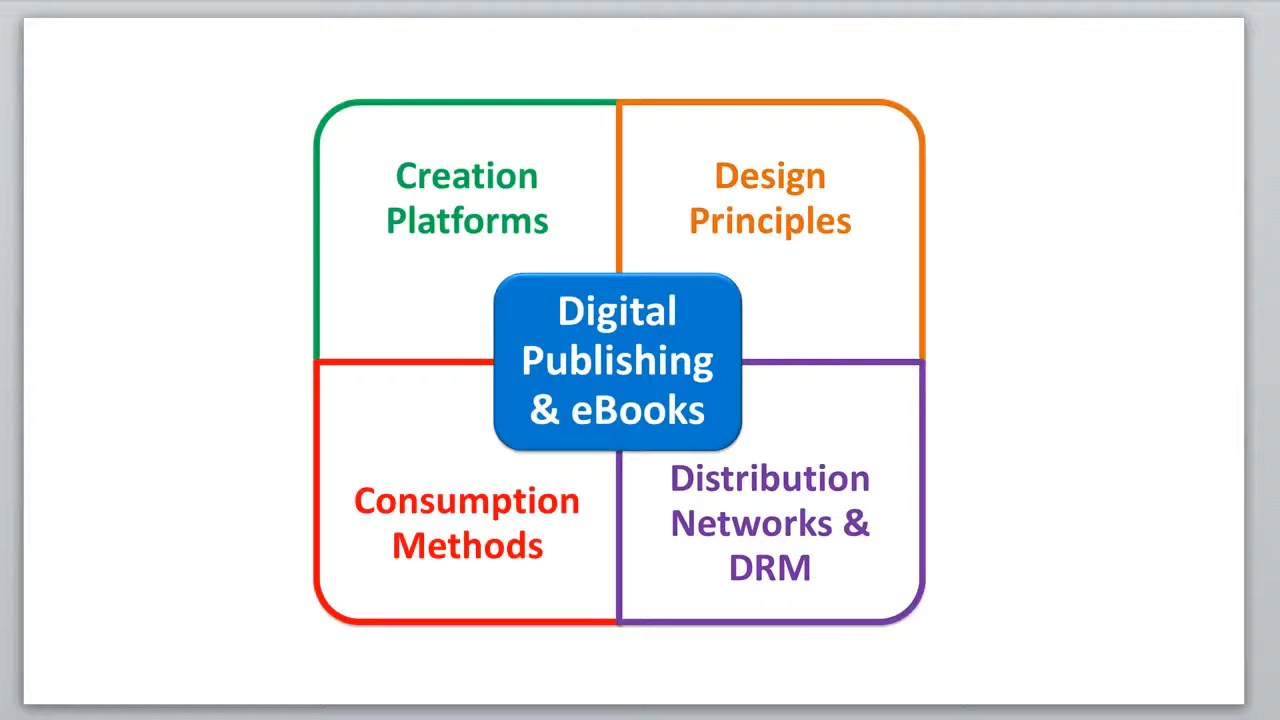 Creation
Platforms
Design
Principles
Digital
Publishing
& eBooks
Consumption
Methods
Distribution
Networks &
DRM